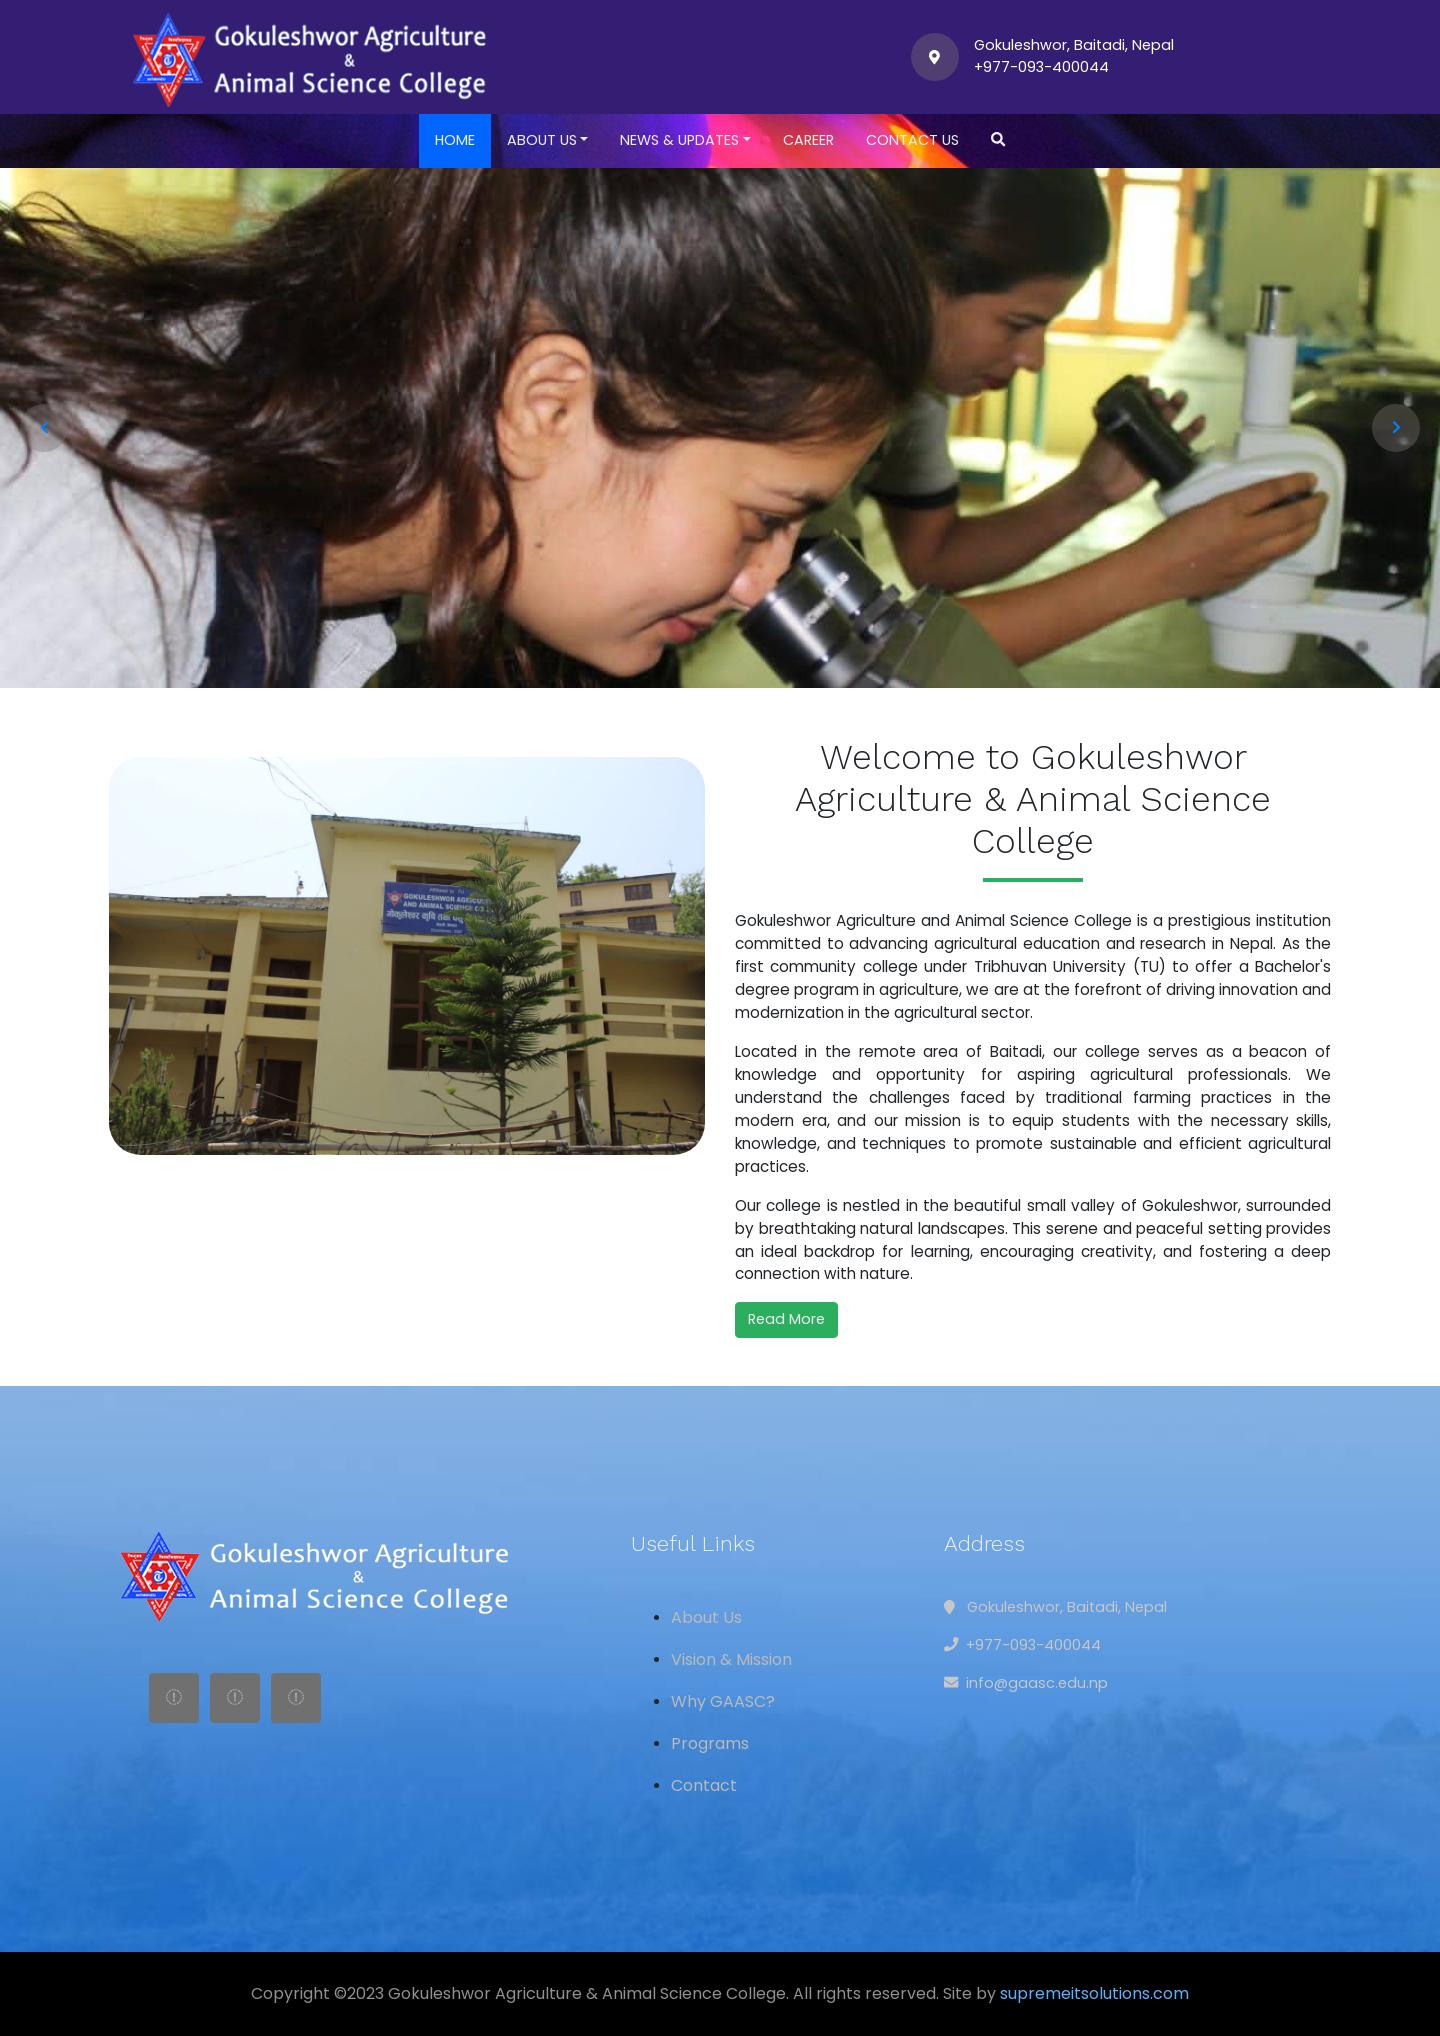 Gokuleshwor Agriculture
&
Animal Science College
Gokuleshwor, Baitadi, Nepal
+977-093-400044
HOME ABOUT US NEWS & UPDATES CAREER CONTACT US
Welcome to Gokuleshwor
Agriculture & Animal Science
College
GOKULESHWOR AGRICUL
AND ANIMAL SCIENCE
Gokuleshwor Agriculture and Animal Science College is a prestigious institution
committed to advancing agricultural education and research in Nepal. As the
first community college under Tribhuvan University (TU) to offer a Bachelor's
degree program in agriculture, we are at the forefront of driving innovation and
modernization in the agricultural sector.
Located in the remote area of Baitadi, our college serves as a beacon of
knowledge and opportunity for aspiring agricultural professionals. We
understand the challenges faced by traditional farming practices in the
modern era, and our mission is to equip students with the necessary skills,
knowledge, and techniques to promote sustainable and efficient agricultural
practices.
Our college is nestled in the beautiful small valley of Gokuleshwor, surrounded
by breathtaking natural landscapes. This serene and peaceful setting provides
an ideal backdrop for learning, encouraging creativity, and fostering a deep
connection with nature.
Read More
Gokuleshwor Agriculture
&
Animal Science College
Useful Links
About Us
Vision & Mission
Why GAASC?
Programs
Contact
Address
Gokuleshwor, Baitadi, Nepal
+977-093-400044
info@gaasc.edu.np
Copyright ©2023 Gokuleshwor Agriculture & Animal Science College. All rights reserved. Site by supremeitsolutions.com